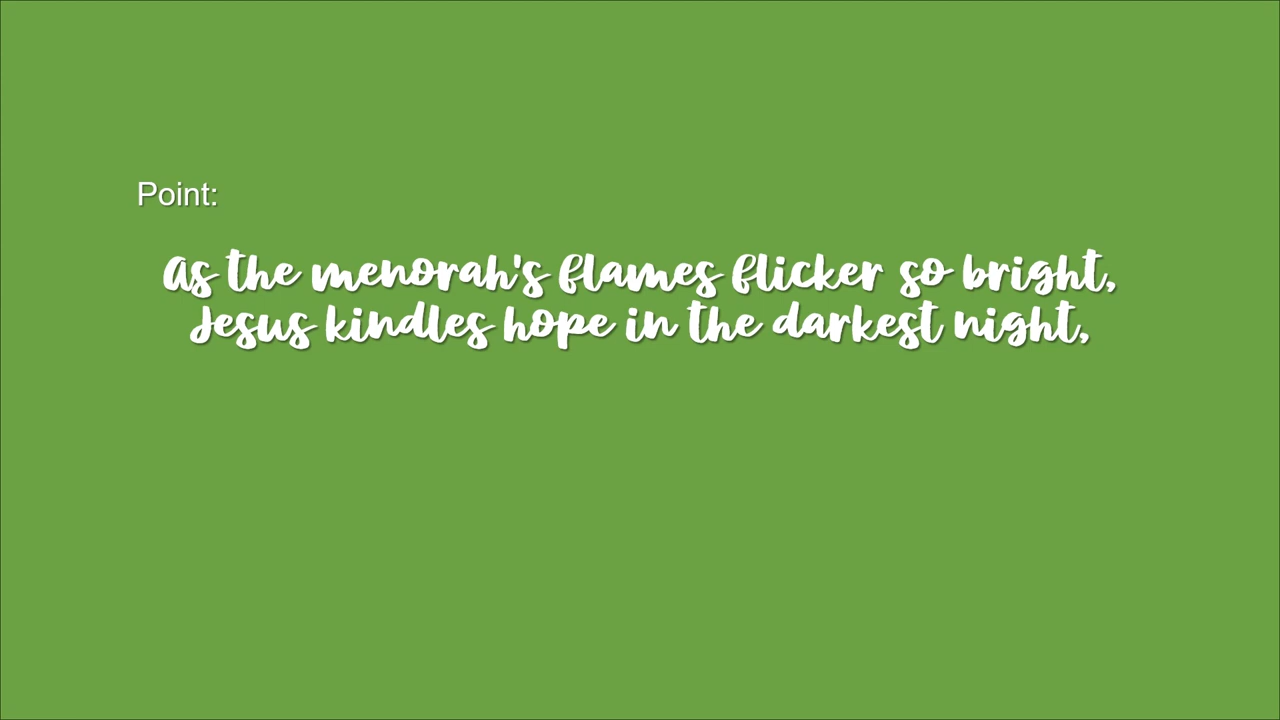 Point:
As the menorah's flames flicker so bright,
Jesus kindles hope in the darkest night,